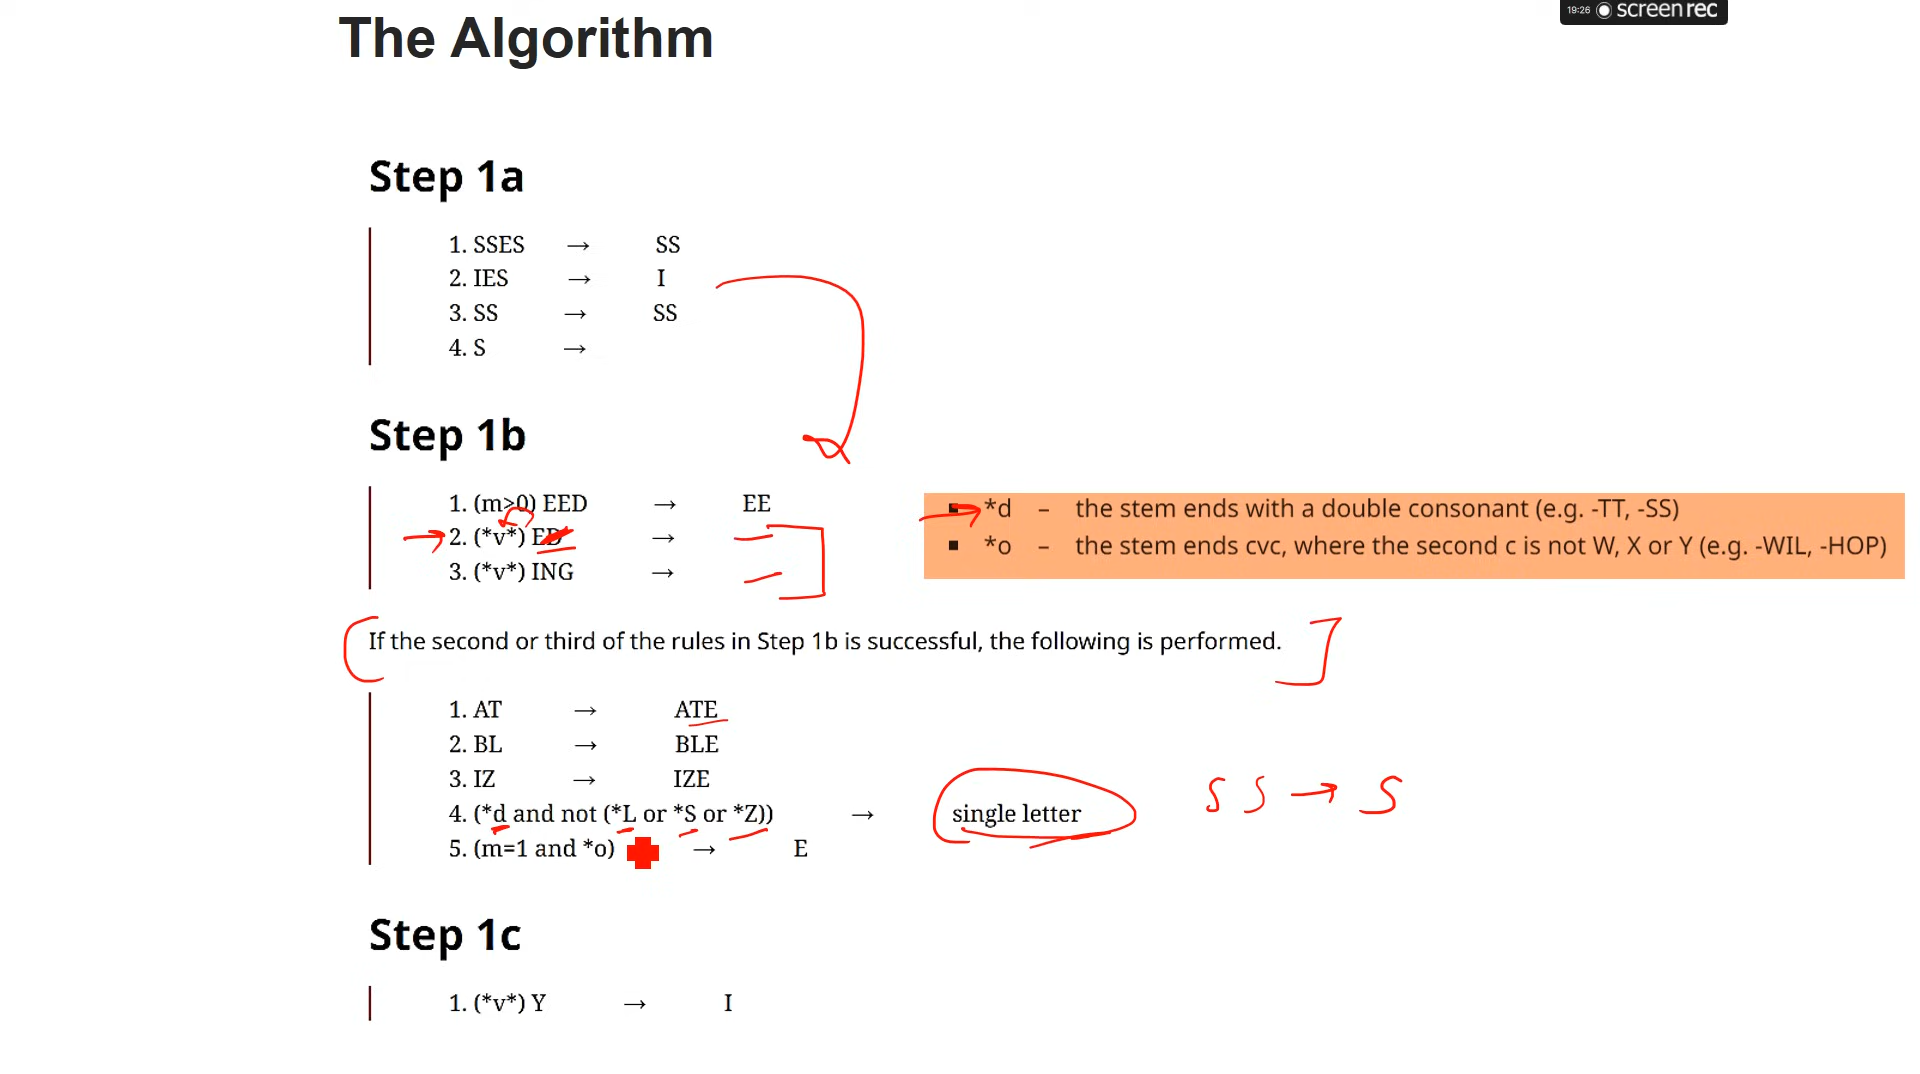 19:26 screenrec
The Algorithm
Step 1a
1. SSES → SS
2. IES → I
3. SS → SS
4. S →
Step 1b
1. (m>0) EED → EE
2. (*v*) ED →
3. (*v*) ING →
*d – the stem ends with a double consonant (e.g. -TT, -SS)
*o – the stem ends cvc, where the second c is not W, X or Y (e.g. -WIL, -HOP)
If the second or third of the rules in Step 1b is successful, the following is performed.
1. AT → ATE
2. BL → BLE
3. IZ → IZE
4. (*d and not (*L or *S or *Z)) → single letter
S S → S
5. (m=1 and *o) → E
Step 1c
1. (*v*) Y → I